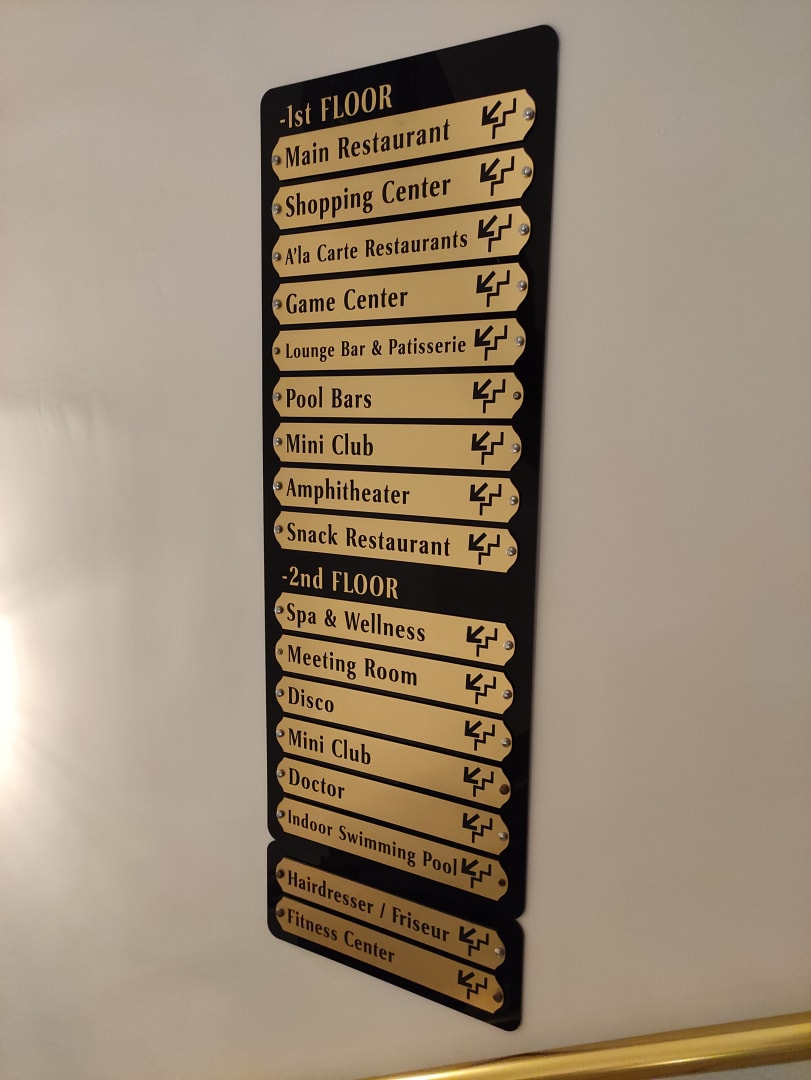 -1st FLOOR
Main Restaurant
Shopping Center
A'la Carte Restaurants
Game Center
Lounge Bar & Patisserie
Pool Bars
Mini Club
Amphitheater
Snack Restaurant
-2nd FLOOR
Spa & Wellness
Meeting Room
Disco
Mini Club
Doctor
Indoor Swimming Pool
Hairdresser / Friseur
Fitness Center